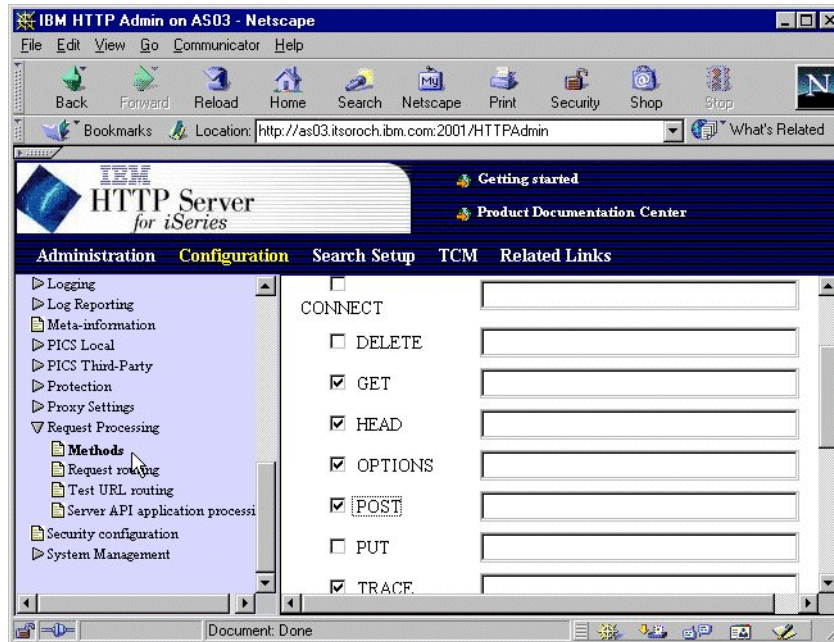 IBM HTTP Admin on AS03 - Netscape
File Edit View Go Communicator Help
Back Forward Reload Home Search Netscape Print Security Shop Stop
My
N
Bookmarks Location: http://as03.itsoroch.ibm.com:2001/HTTPAdmin What's Related
IBM
HTTP Server
for iSeries
Getting started
Product Documentation Center
Administration Configuration Search Setup TCM Related Links
Logging
Log Reporting
Meta-information
PICS Local
PICS Third-Party
Protection
Proxy Settings
Request Processing
Methods
Request routing
Test URL routing
Server API application processi
Security configuration
System Management
CONNECT
DELETE
GET
HEAD
OPTIONS
POST
PUT
TRACE
Document: Done